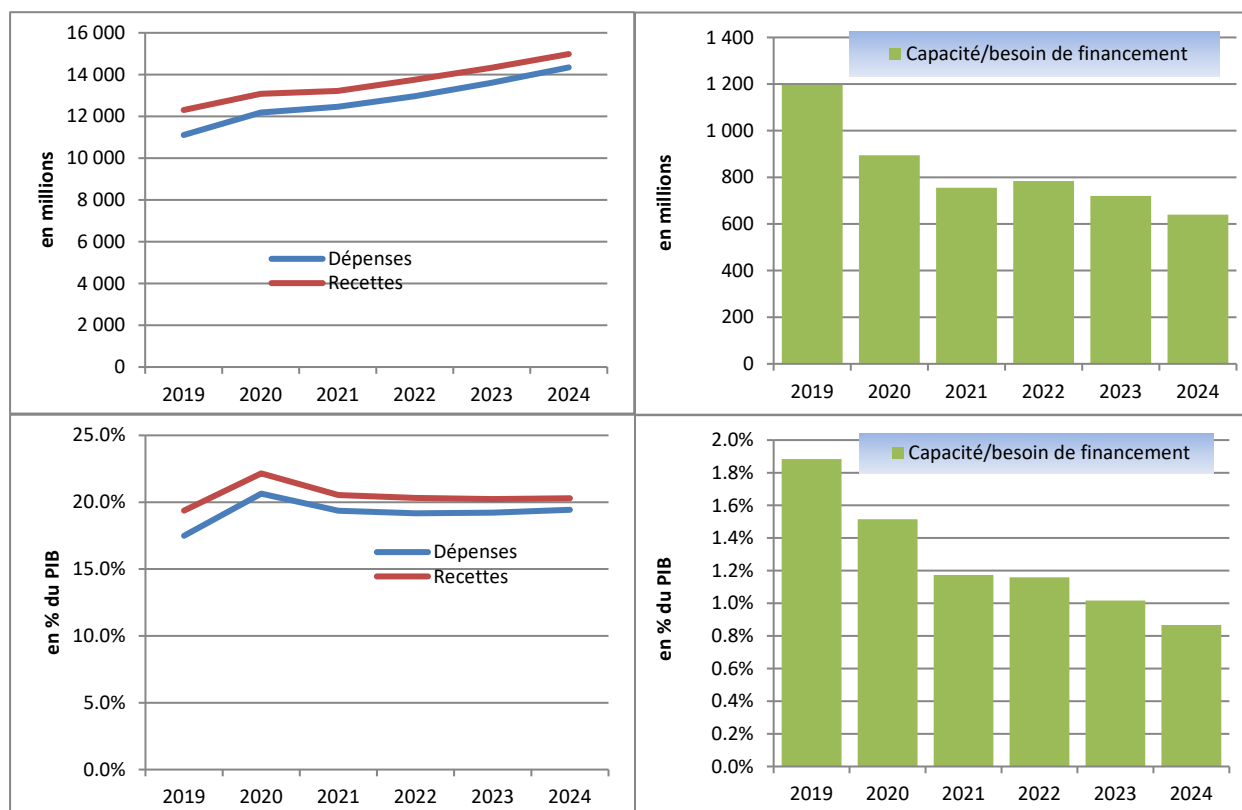 16 000
14 000
12 000
10 000
8 000
6 000
4 000
2 000
0
en millions
Dépenses
Recettes
2019 2020 2021 2022 2023 2024
1 400
1 200
1 000
800
600
400
200
0
en millions
Capacité/besoin de financement
2019 2020 2021 2022 2023 2024
25.0%
20.0%
15.0%
10.0%
5.0%
0.0%
en % du PIB
Dépenses
Recettes
2019 2020 2021 2022 2023 2024
2.0%
1.8%
1.6%
1.4%
1.2%
1.0%
0.8%
0.6%
0.4%
0.2%
0.0%
en % du PIB
Capacité/besoin de financement
2019 2020 2021 2022 2023 2024